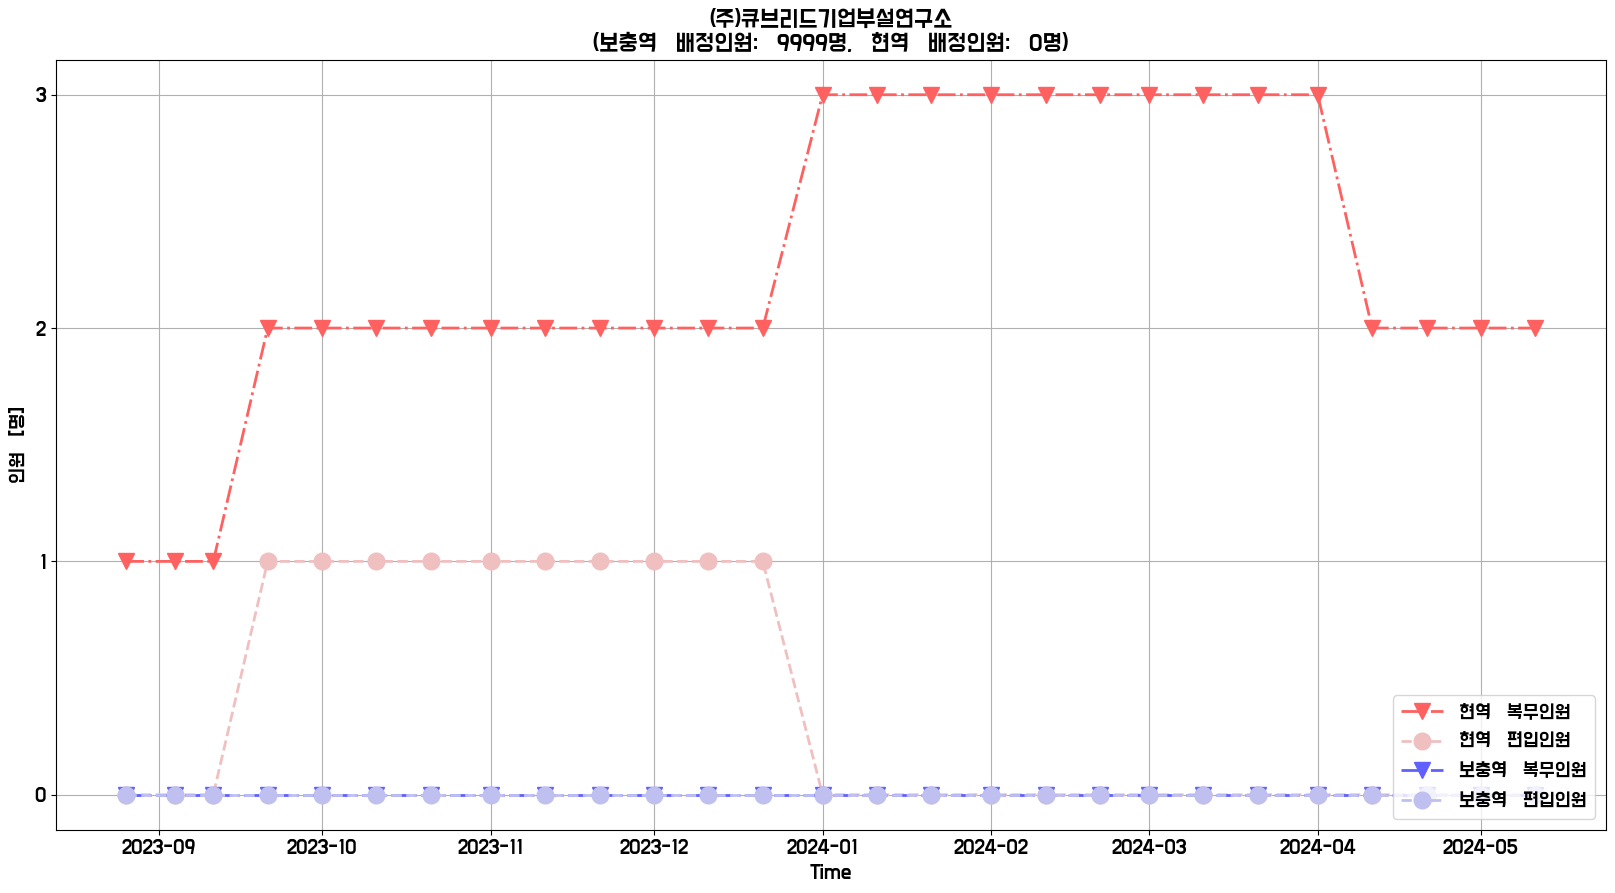 (주)큐브리드기업부설연구소
(보충역 배정인원: 9999명, 현역 배정인원: 0명)
3
2
1
0
인원 [명]
2023-09 2023-10 2023-11 2023-12 2024-01 2024-02 2024-03 2024-04 2024-05
Time
현역 복무인원
현역 편입인원
보충역 복무인원
보충역 편입인원